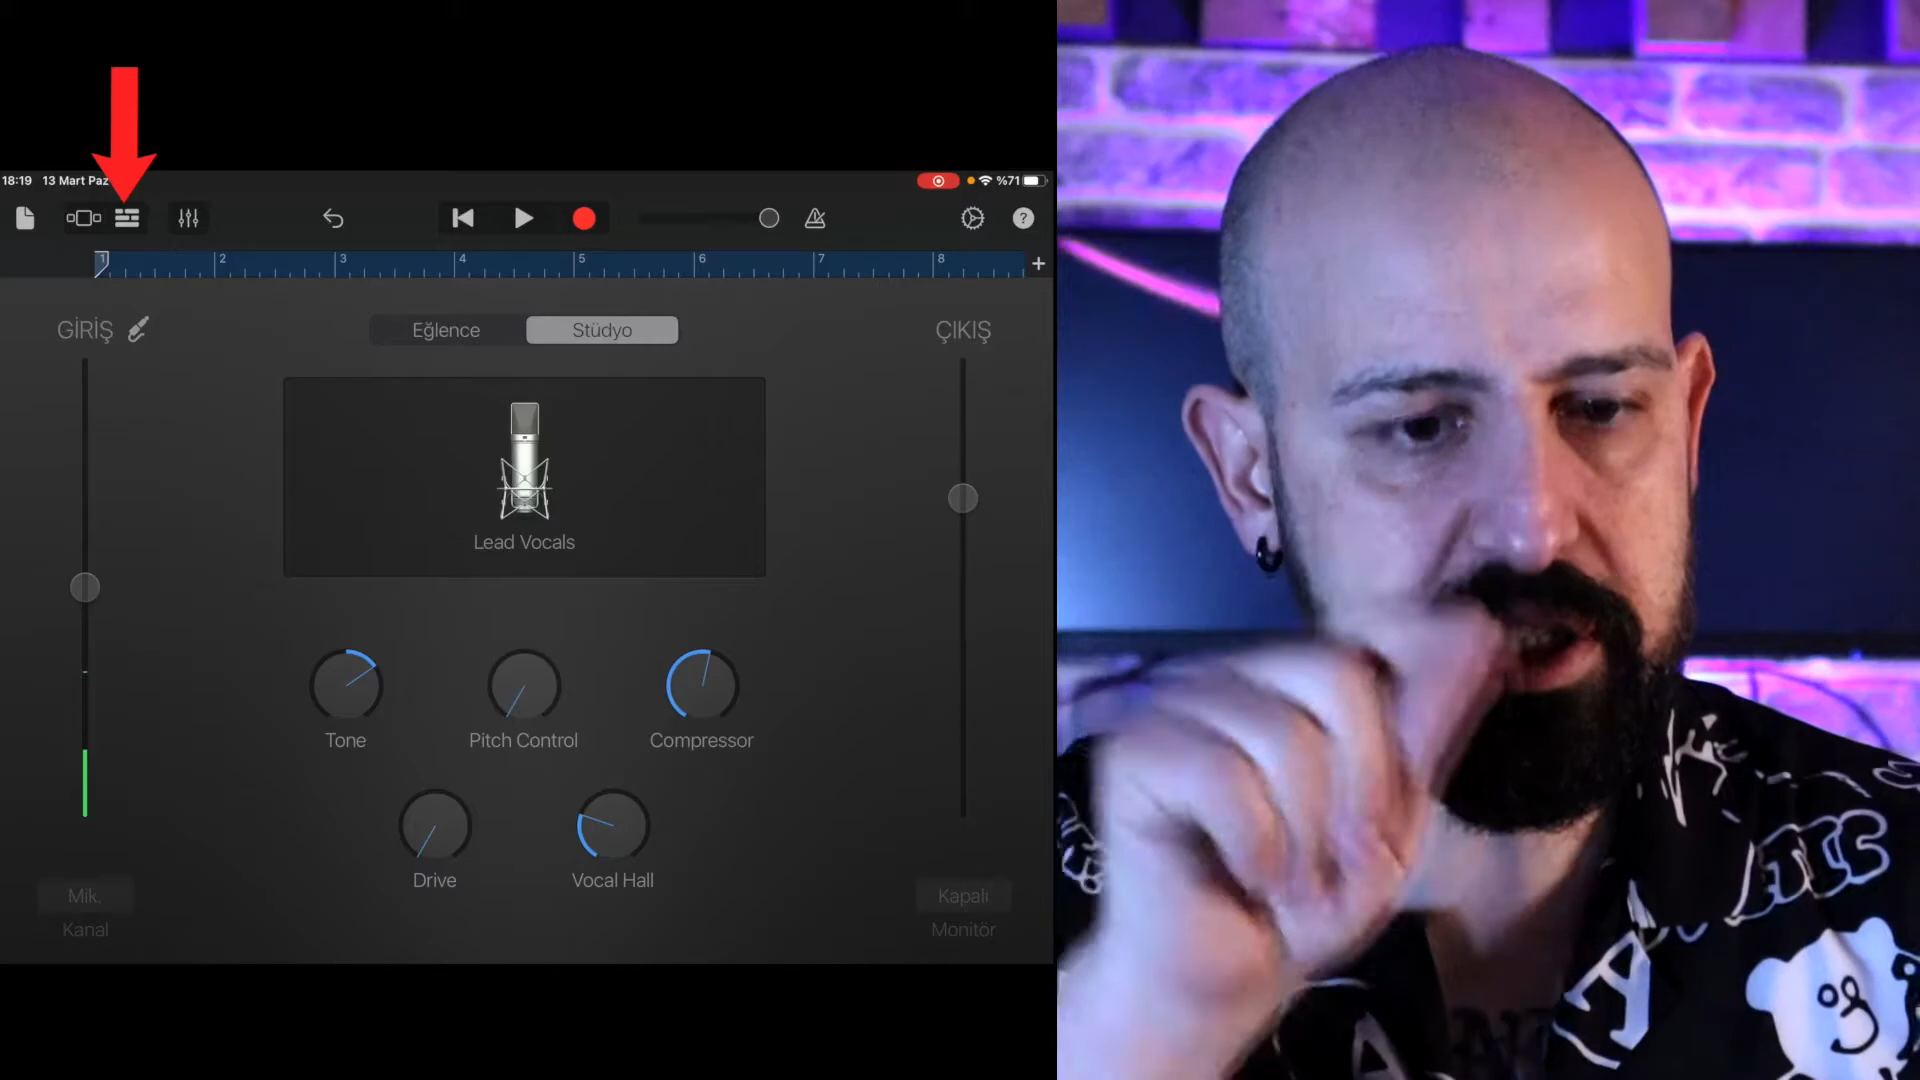 18:19 13 Mart Paz %71
1 2 3 4 5 6 7 8
GİRİŞ
Eğlence Stüdyo
ÇIKIŞ
Lead Vocals
Tone Pitch Control Compressor
Drive Vocal Hall
Mik. Kapalı
Kanal Monitör